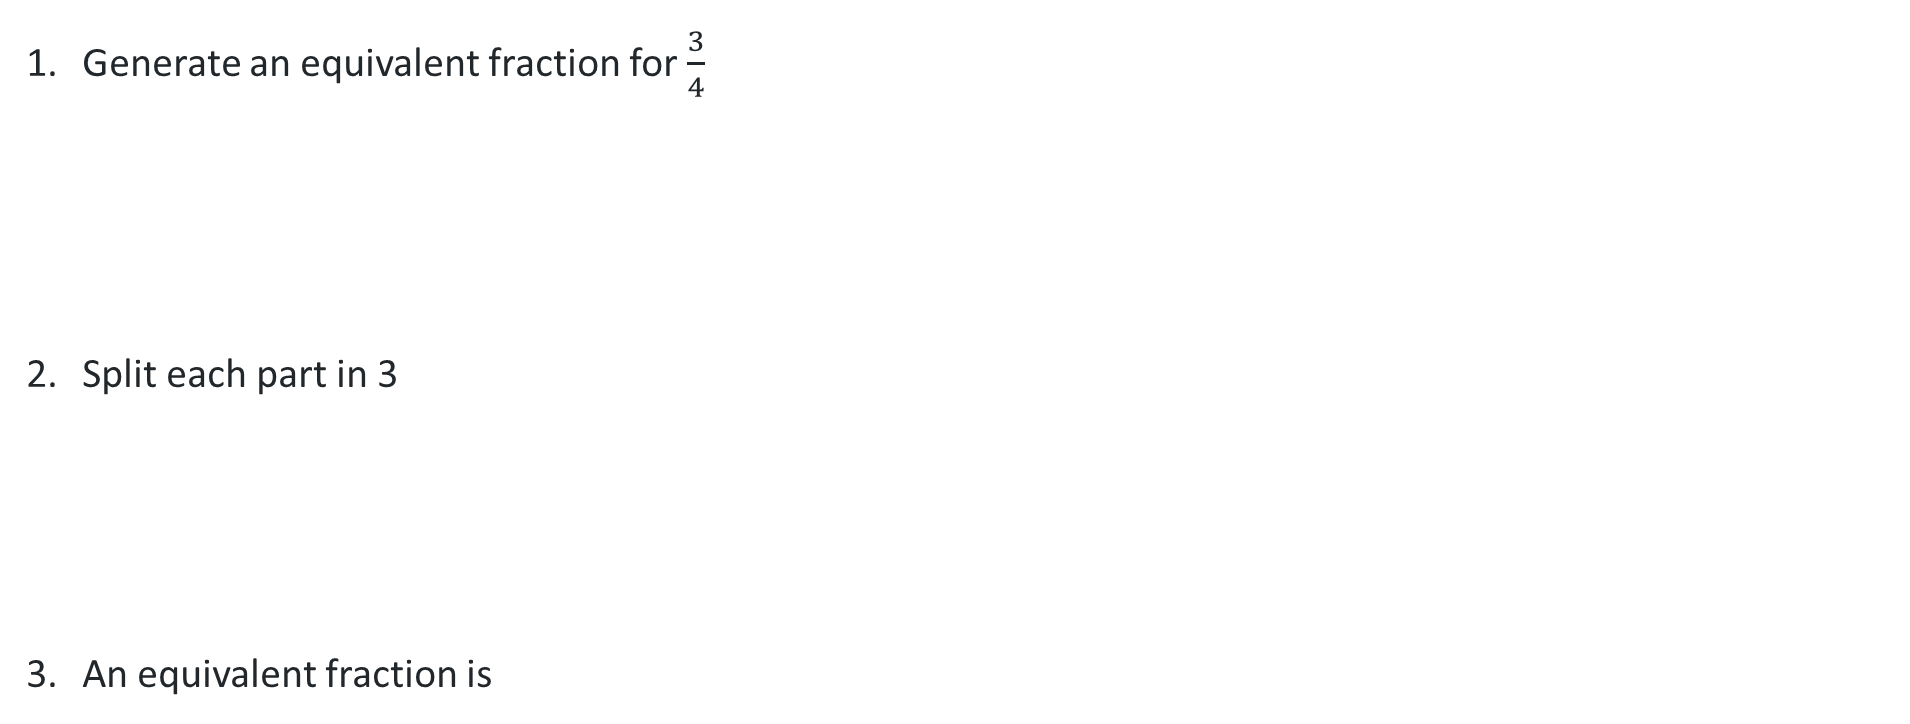 1. Generate an equivalent fraction for 3/4
2. Split each part in 3
3. An equivalent fraction is